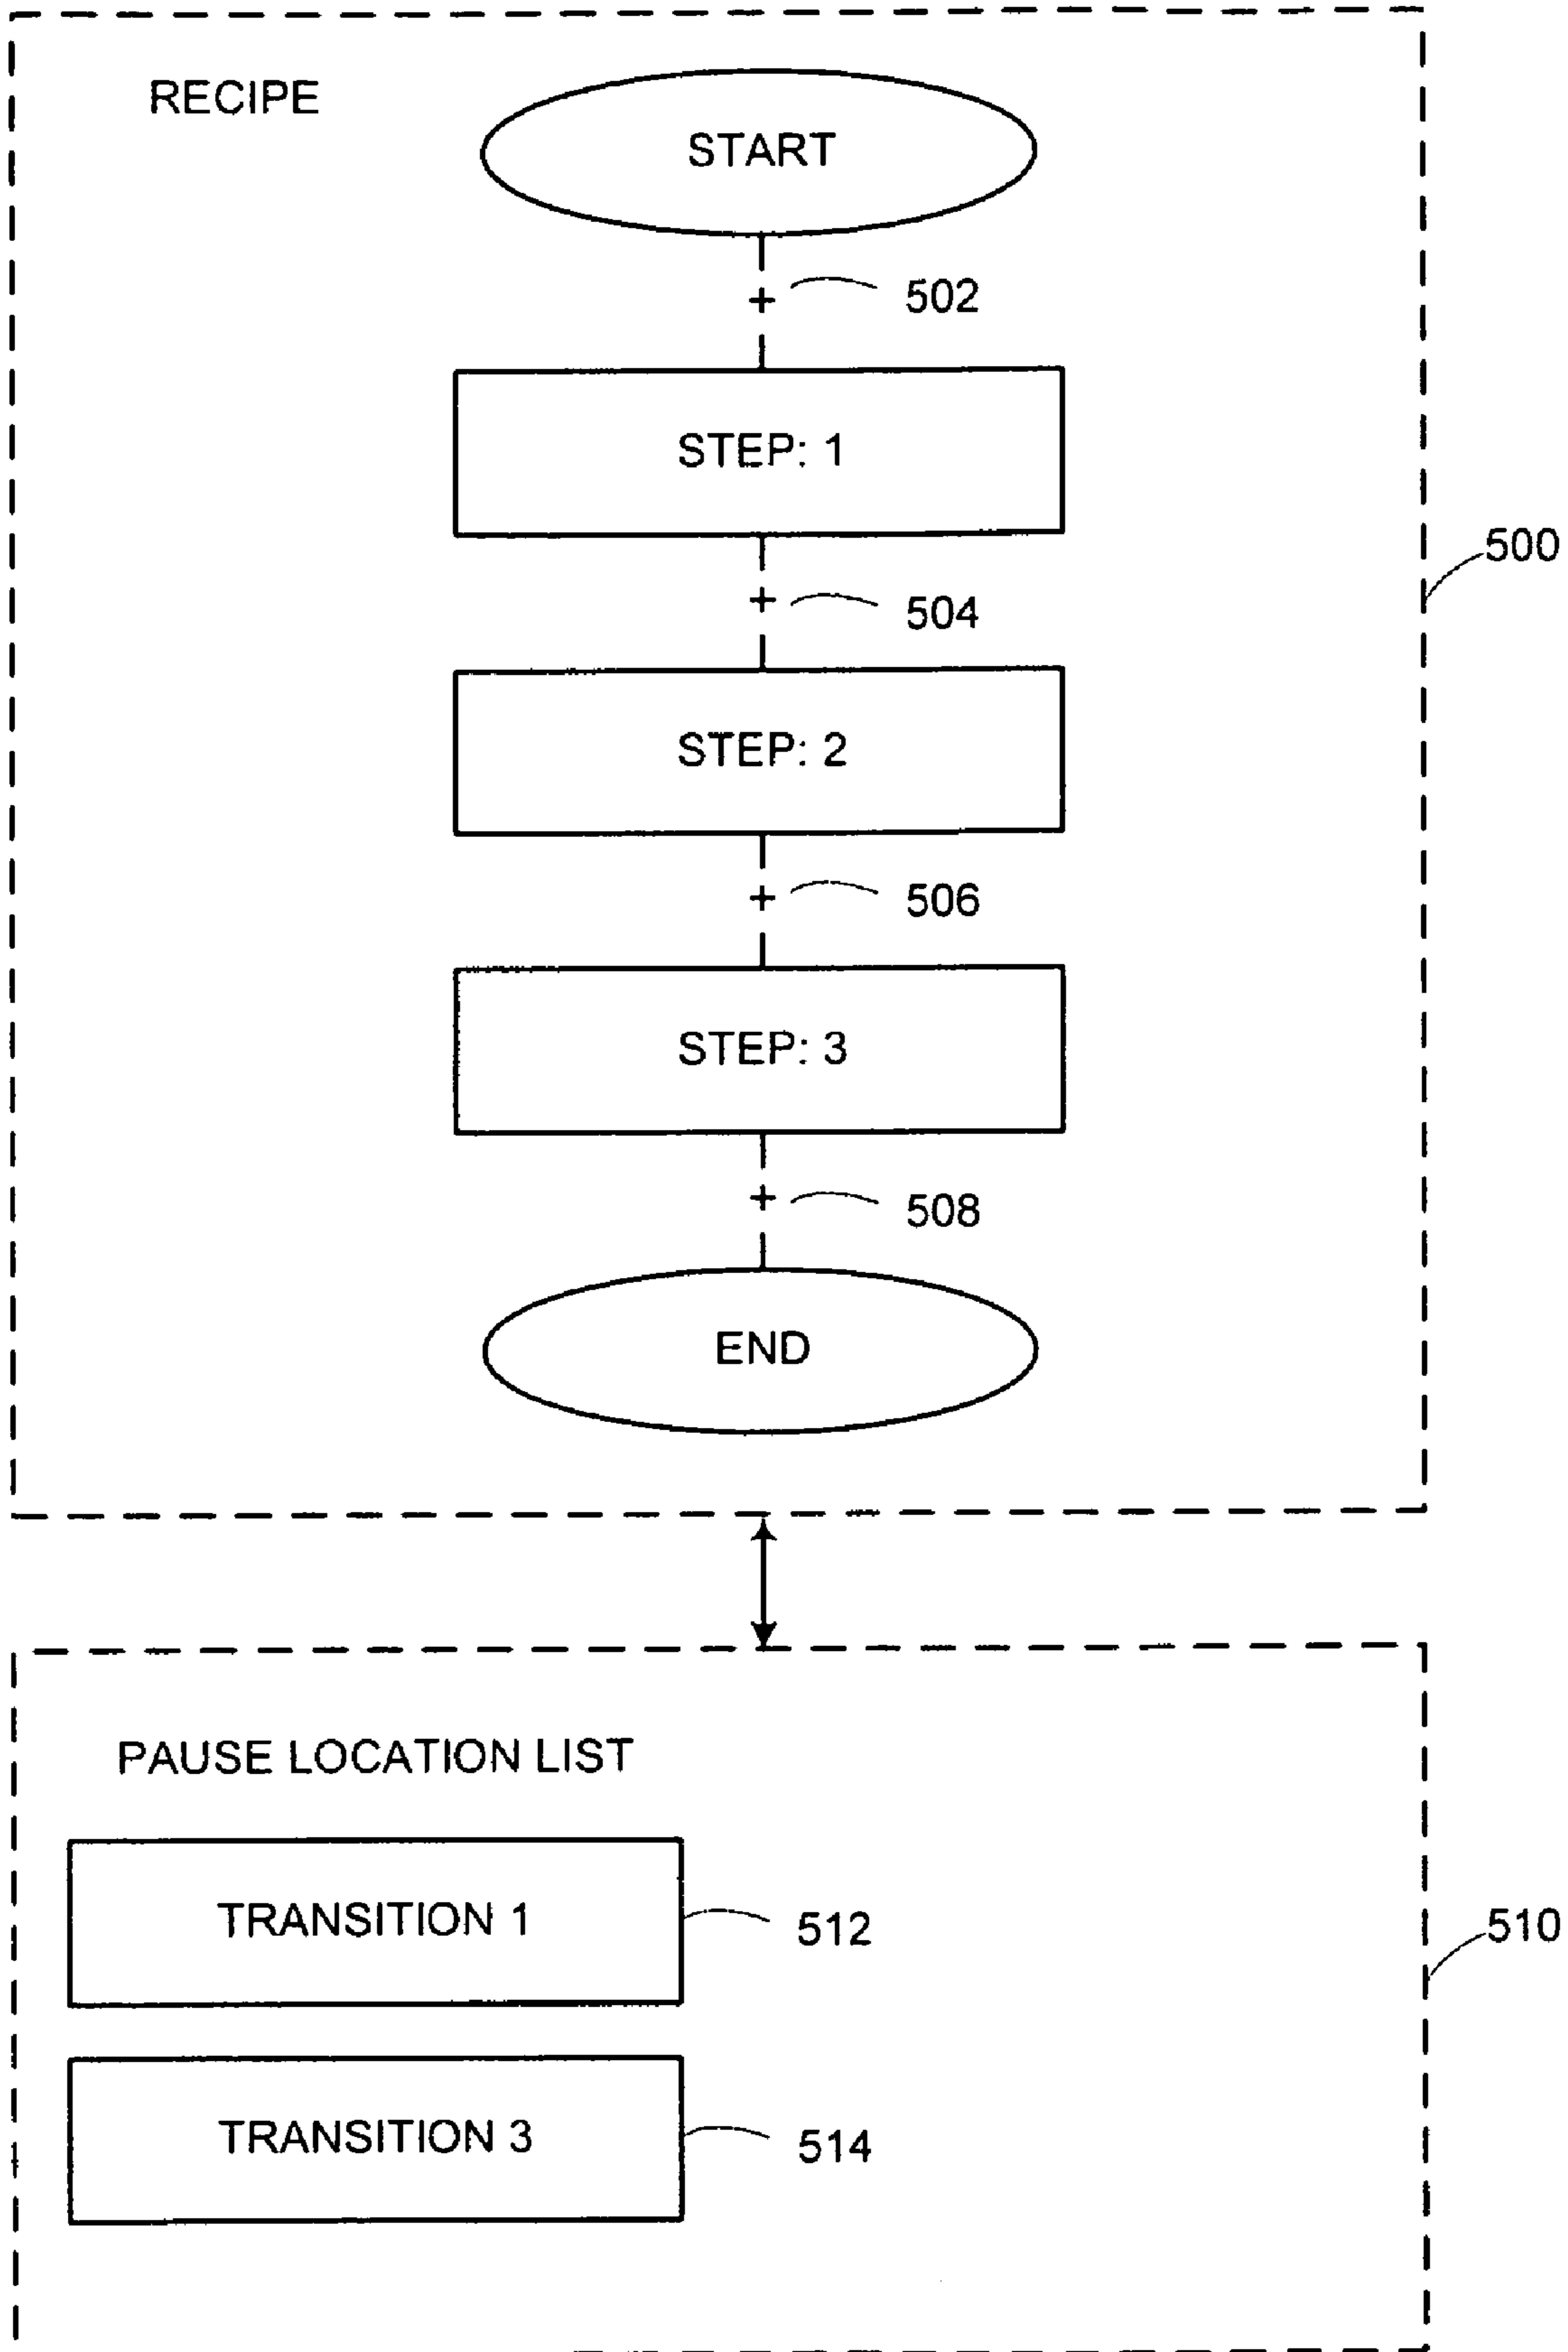 RECIPE
START
502
STEP: 1
500
504
STEP: 2
506
STEP: 3
508
END
PAUSE LOCATION LIST
TRANSITION 1
512
510
TRANSITION 3
514